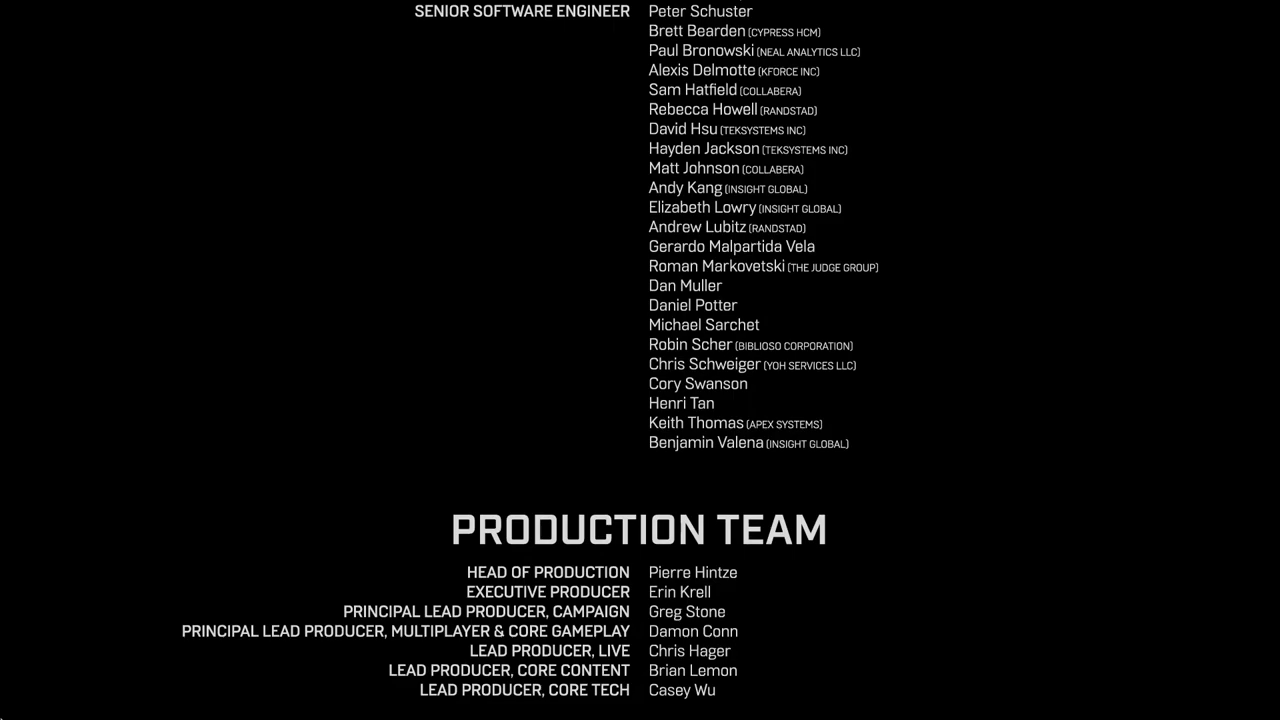 SENIOR SOFTWARE ENGINEER Peter Schuster
Brett Bearden (CYPRESS HCM)
Paul Bronowski (NEAL ANALYTICS LLC)
Alexis Delmotte (KFORCE INC)
Sam Hatfield (COLLABERA)
Rebecca Howell (RANDSTAD)
David Hsu (TEKSYSTEMS INC)
Hayden Jackson (TEKSYSTEMS INC)
Matt Johnson (COLLABERA)
Andy Kang (INSIGHT GLOBAL)
Elizabeth Lowry (INSIGHT GLOBAL)
Andrew Lubitz (RANDSTAD)
Gerardo Malpartida Vela
Roman Markovetski (THE JUDGE GROUP)
Dan Muller
Daniel Potter
Michael Sarchet
Robin Scher (BIBLIOSO CORPORATION)
Chris Schweiger (YOH SERVICES LLC)
Cory Swanson
Henri Tan
Keith Thomas (APEX SYSTEMS)
Benjamin Valena (INSIGHT GLOBAL)
PRODUCTION TEAM
HEAD OF PRODUCTION Pierre Hintze
EXECUTIVE PRODUCER Erin Krell
PRINCIPAL LEAD PRODUCER, CAMPAIGN Greg Stone
PRINCIPAL LEAD PRODUCER, MULTIPLAYER & CORE GAMEPLAY Damon Conn
LEAD PRODUCER, LIVE Chris Hager
LEAD PRODUCER, CORE CONTENT Brian Lemon
LEAD PRODUCER, CORE TECH Casey Wu